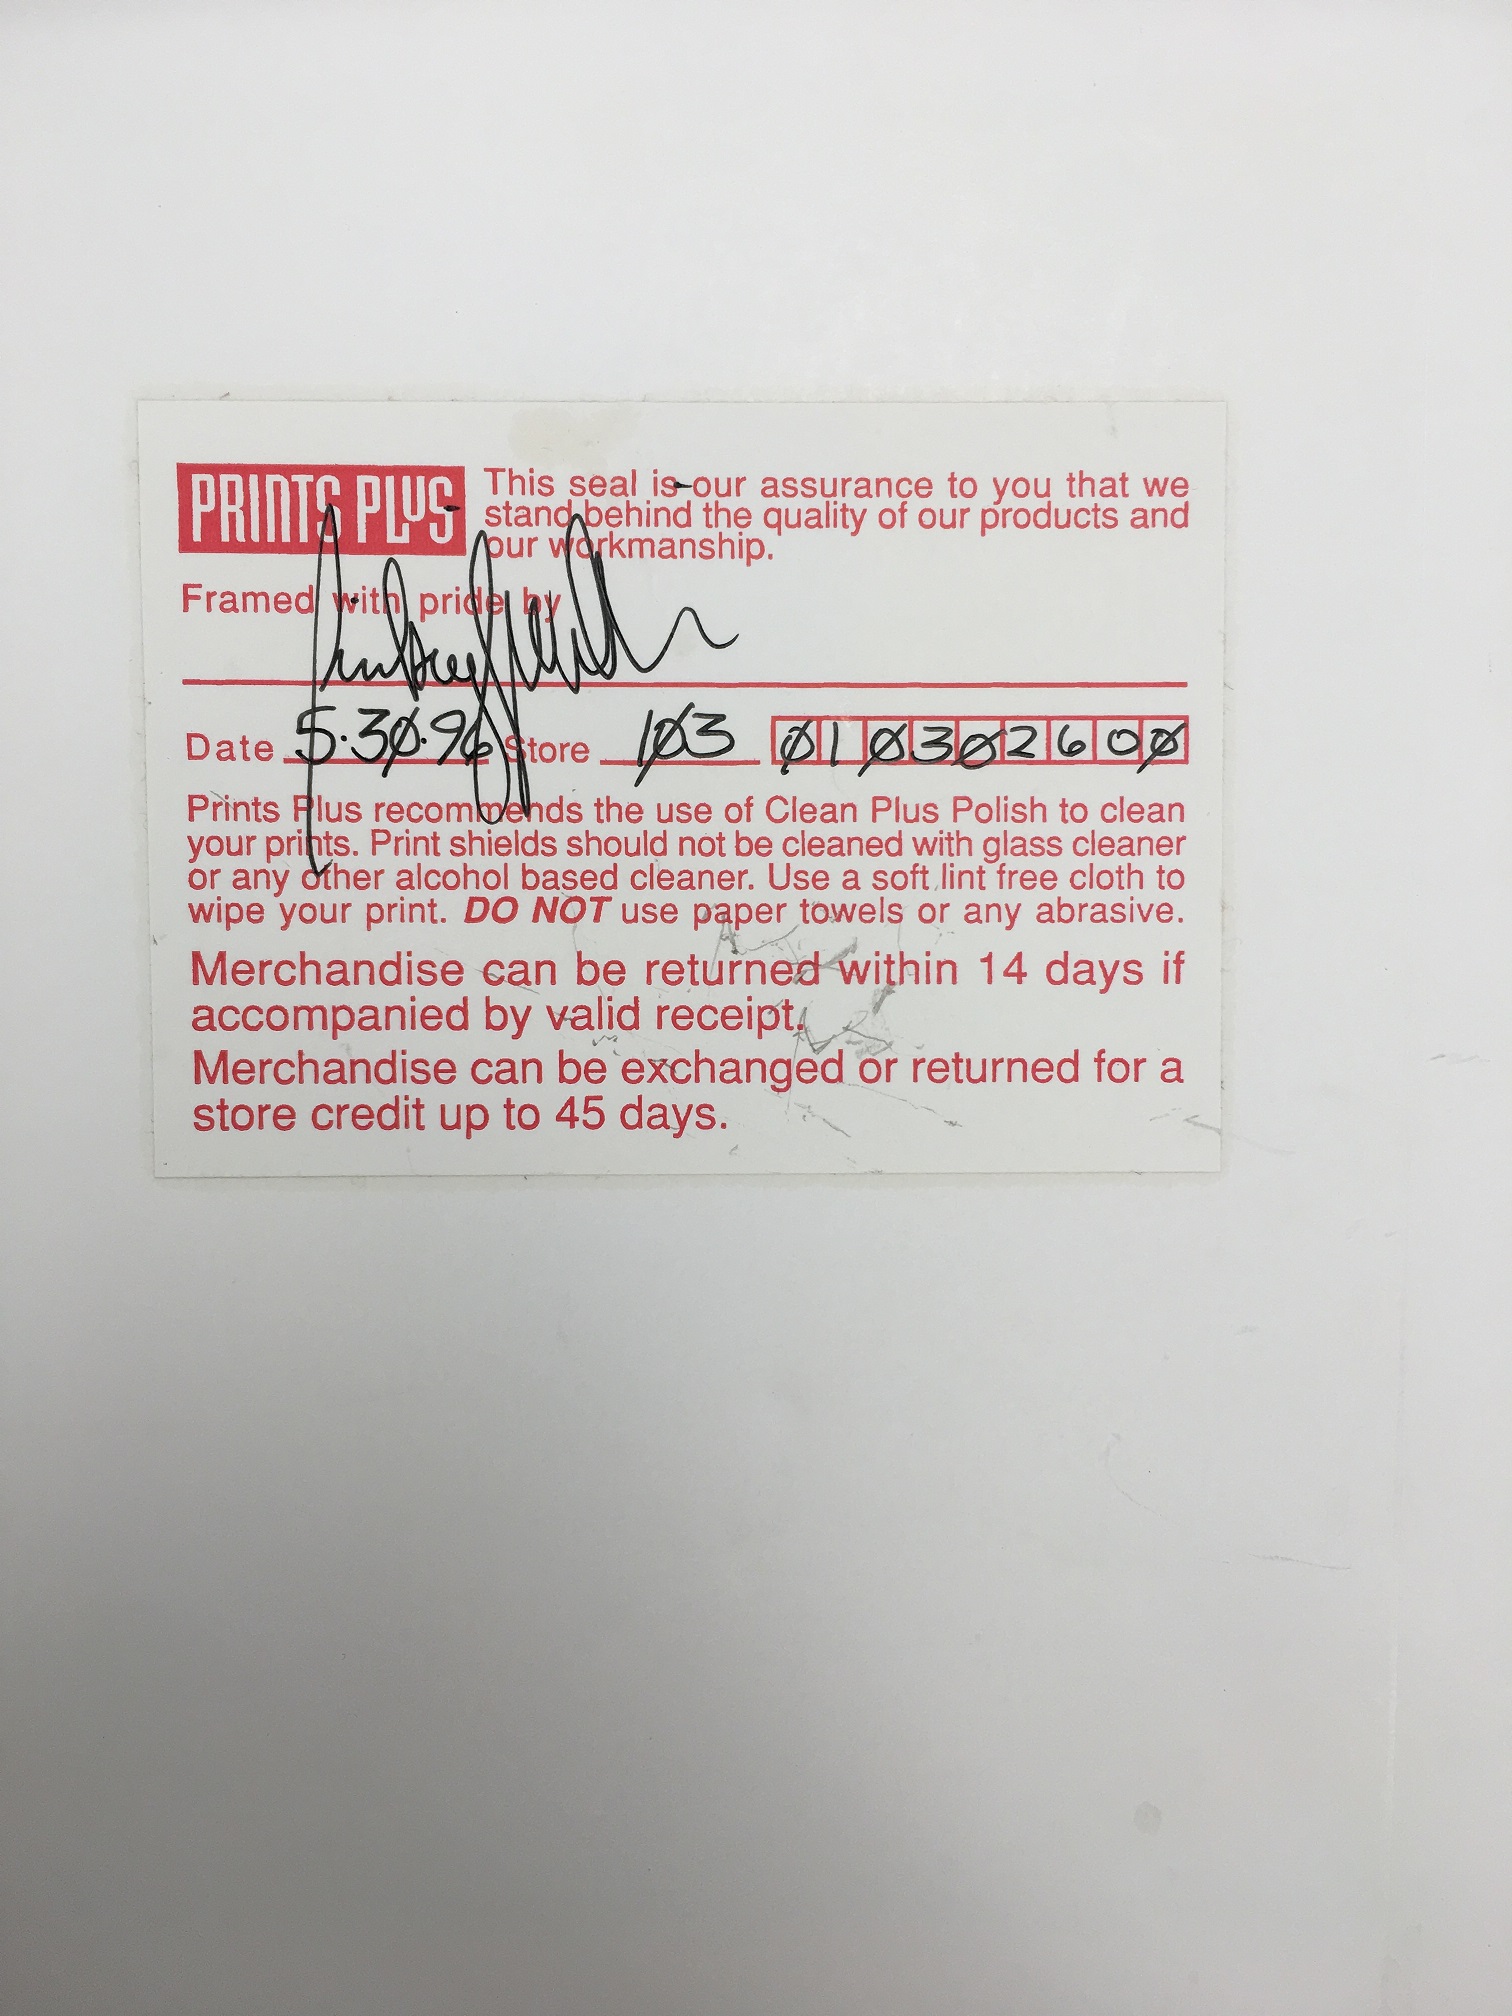 PRINTS PLUS
This seal is our assurance to you that we
stand behind the quality of our products and
our workmanship.
Framed with pride by
Date 5.30.96 Store 103 010302600
Prints Plus recommends the use of Clean Plus Polish to clean
your prints. Print shields should not be cleaned with glass cleaner
or any other alcohol based cleaner. Use a soft lint free cloth to
wipe your print. DO NOT use paper towels or any abrasive.
Merchandise can be returned within 14 days if
accompanied by valid receipt.
Merchandise can be exchanged or returned for a
store credit up to 45 days.